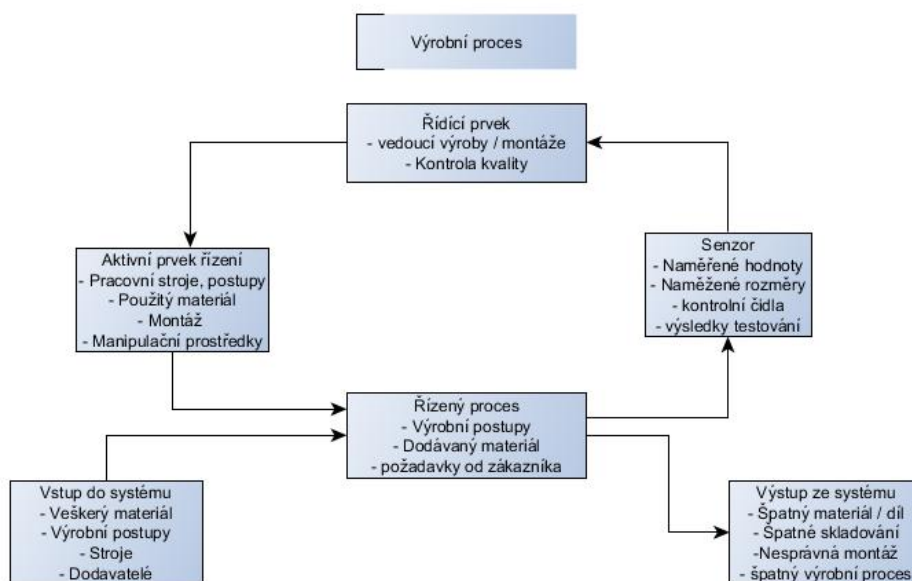 Výrobní proces
Řídící prvek
- vedoucí výroby / montáže
- Kontrola kvality
Aktivní prvek řízení
- Pracovní stroje, postupy
- Použitý materiál
- Montáž
- Manipulační prostředky
Senzor
- Naměřené hodnoty
- Naměžené rozměry
- kontrolní čidla
- výsledky testování
Řízený proces
- Výrobní postupy
- Dodávaný materiál
- požadavky od zákazníka
Vstup do systému
- Veškerý materiál
- Výrobní postupy
- Stroje
- Dodavatelé
Výstup ze systému
- Špatný materiál / díl
- Špatné skladování
-Nesprávná montáž
- špatný výrobní proces